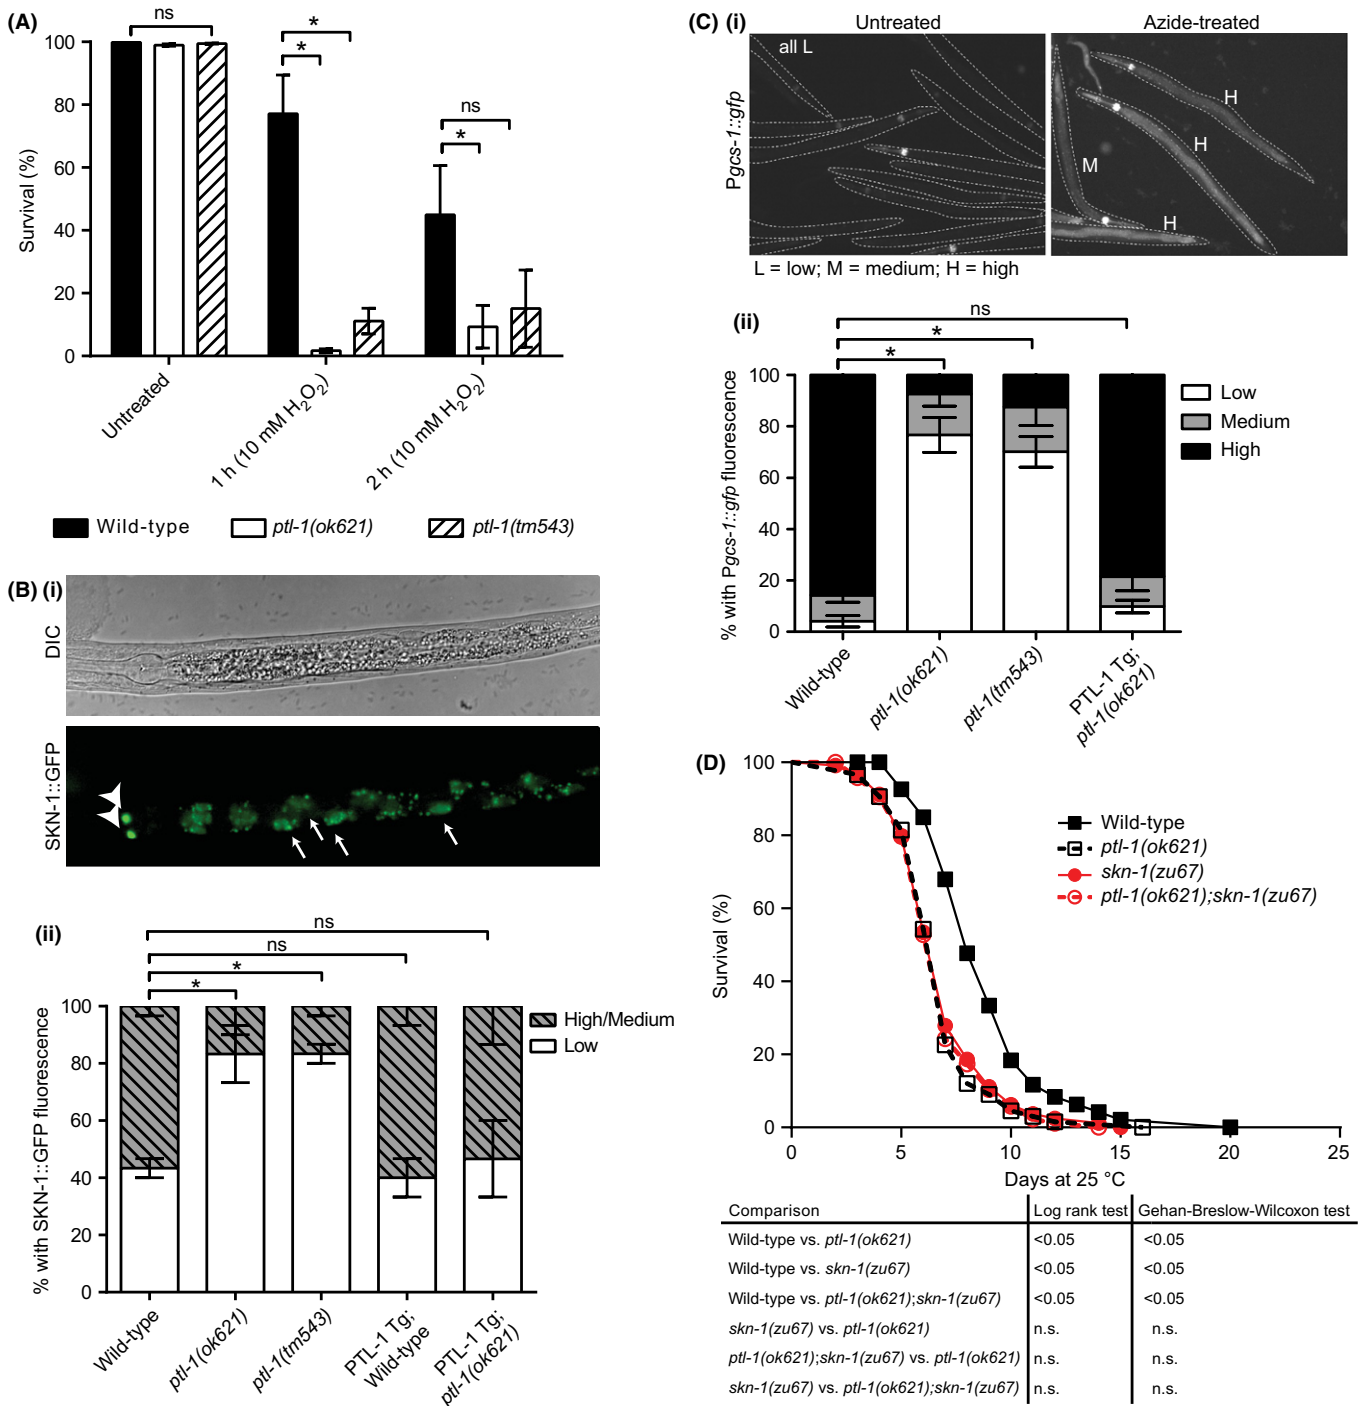 (A)
ns
*
*
ns
*
100
80
60
40
20
0
Survival (%)
Untreated
1 h (10 mM H₂O₂)
2 h (10 mM H₂O₂)
Wild-type
ptl-1(ok621)
ptl-1(tm543)
(B) (i)
DIC
SKN-1::GFP
(ii)
ns
ns
*
*
100
80
60
40
20
0
% with SKN-1::GFP fluorescence
High/Medium
Low
Wild-type
ptl-1(ok621)
ptl-1(tm543)
PTL-1 Tg;
Wild-type
PTL-1 Tg;
ptl-1(ok621)
(C) (i)
Untreated
Azide-treated
Pgcs-1::gfp
all L
H
H
M
H
L = low; M = medium; H = high
(ii)
ns
*
*
100
80
60
40
20
0
% with Pgcs-1::gfp fluorescence
Low
Medium
High
Wild-type
ptl-1(ok621)
ptl-1(tm543)
PTL-1 Tg;
ptl-1(ok621)
(D)
100
80
60
40
20
0
Survival (%)
Wild-type
ptl-1(ok621)
skn-1(zu67)
ptl-1(ok621);skn-1(zu67)
0 5 10 15 20 25
Days at 25 °C
Comparison Log rank test Gehan-Breslow-Wilcoxon test
Wild-type vs. ptl-1(ok621) <0.05 <0.05
Wild-type vs. skn-1(zu67) <0.05 <0.05
Wild-type vs. ptl-1(ok621);skn-1(zu67) <0.05 <0.05
skn-1(zu67) vs. ptl-1(ok621) n.s. n.s.
ptl-1(ok621);skn-1(zu67) vs. ptl-1(ok621) n.s. n.s.
skn-1(zu67) vs. ptl-1(ok621);skn-1(zu67) n.s. n.s.